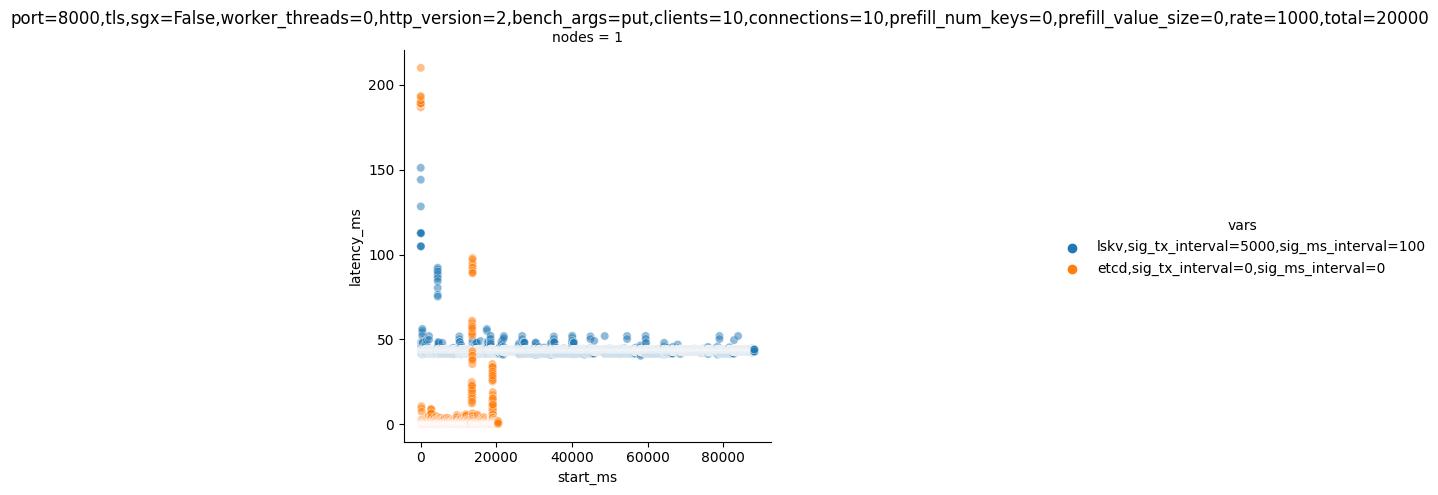 port=8000,tls,sgx=False,worker_threads=0,http_version=2,bench_args=put,clients=10,connections=10,prefill_num_keys=0,prefill_value_size=0,rate=1000,total=20000
nodes = 1
200
150
100
50
0
latency_ms
0 20000 40000 60000 80000
start_ms
vars
lskv,sig_tx_interval=5000,sig_ms_interval=100
etcd,sig_tx_interval=0,sig_ms_interval=0